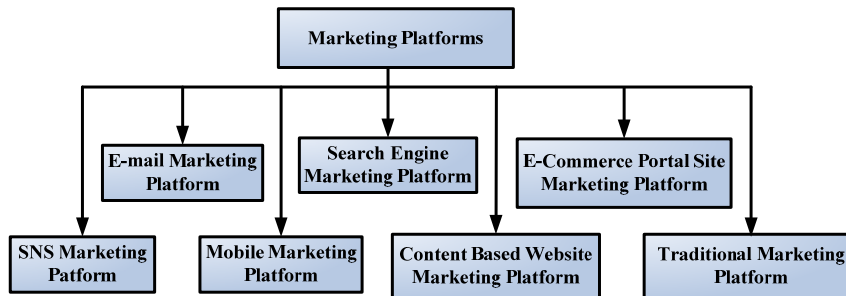 Marketing Platforms
E-mail Marketing
Platform
Search Engine
Marketing Platform
E-Commerce Portal Site
Marketing Platform
SNS Marketing
Patform
Mobile Marketing
Platform
Content Based Website
Marketing Platform
Traditional Marketing
Platform